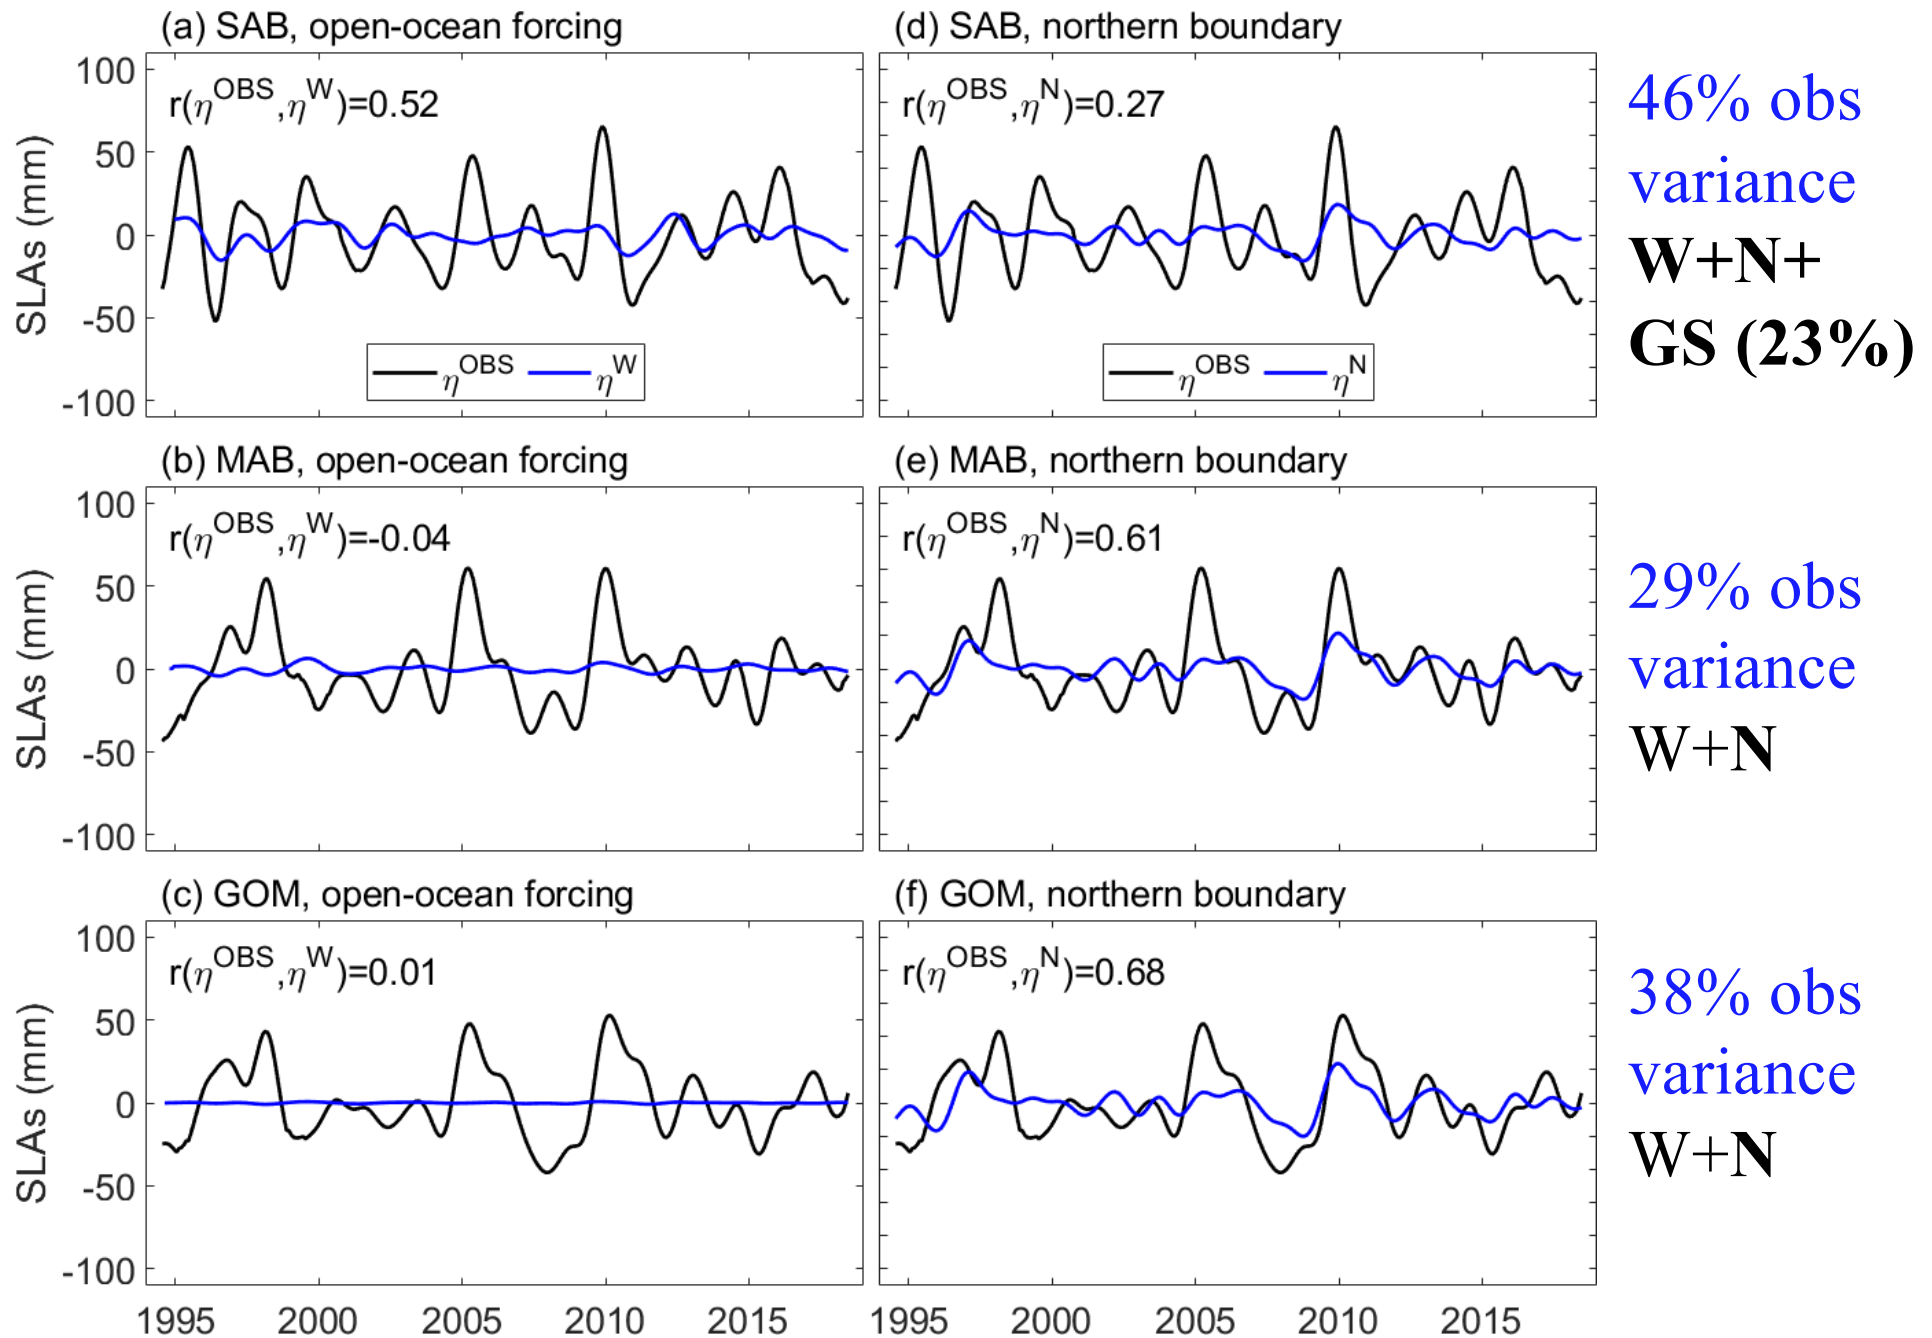 (a) SAB, open-ocean forcing
r(η^OBS,η^W)=0.52
100
50
0
-50
-100
SLAs (mm)
η^OBS η^W
(d) SAB, northern boundary
r(η^OBS,η^N)=0.27
η^OBS η^N
46% obs
variance
W+N+
GS (23%)
(b) MAB, open-ocean forcing
r(η^OBS,η^W)=-0.04
100
50
0
-50
-100
SLAs (mm)
(e) MAB, northern boundary
r(η^OBS,η^N)=0.61
29% obs
variance
W+N
(c) GOM, open-ocean forcing
r(η^OBS,η^W)=0.01
100
50
0
-50
-100
SLAs (mm)
1995 2000 2005 2010 2015
(f) GOM, northern boundary
r(η^OBS,η^N)=0.68
1995 2000 2005 2010 2015
38% obs
variance
W+N